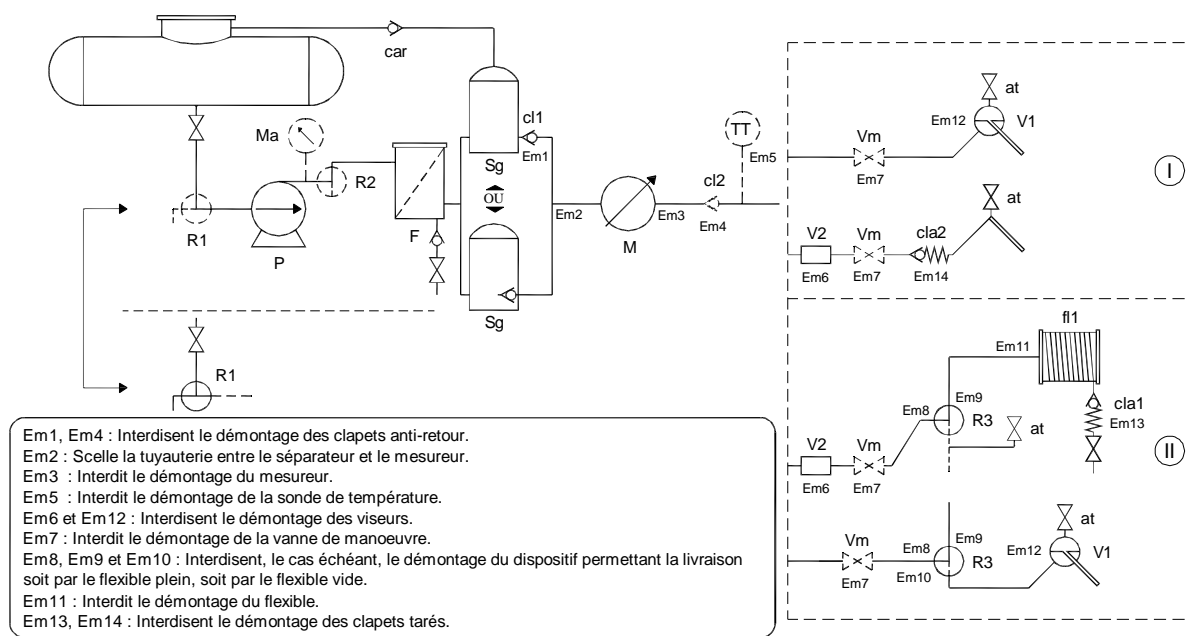 car
Ma
cl1
Em1
Sg
OU
R2
R1
P
F
Sg
Em2
M
Em3
cl2
Em4
TT
Em5
R1
at
Em12
V1
Vm
Em7
I
at
V2
Vm
cla2
Em6
Em7
Em14
fl1
Em11
Em9
cla1
Em8
R3
at
Em13
V2
Vm
II
Em6
Em7
at
Em9
Vm
Em8
R3
Em12
V1
Em7
Em10
Em1, Em4 : Interdisent le démontage des clapets anti-retour.
Em2 : Scelle la tuyauterie entre le séparateur et le mesureur.
Em3 : Interdit le démontage du mesureur.
Em5 : Interdit le démontage de la sonde de température.
Em6 et Em12 : Interdisent le démontage des viseurs.
Em7 : Interdit le démontage de la vanne de manoeuvre.
Em8, Em9 et Em10 : Interdisent, le cas échéant, le démontage du dispositif permettant la livraison
soit par le flexible plein, soit par le flexible vide.
Em11 : Interdit le démontage du flexible.
Em13, Em14 : Interdisent le démontage des clapets tarés.